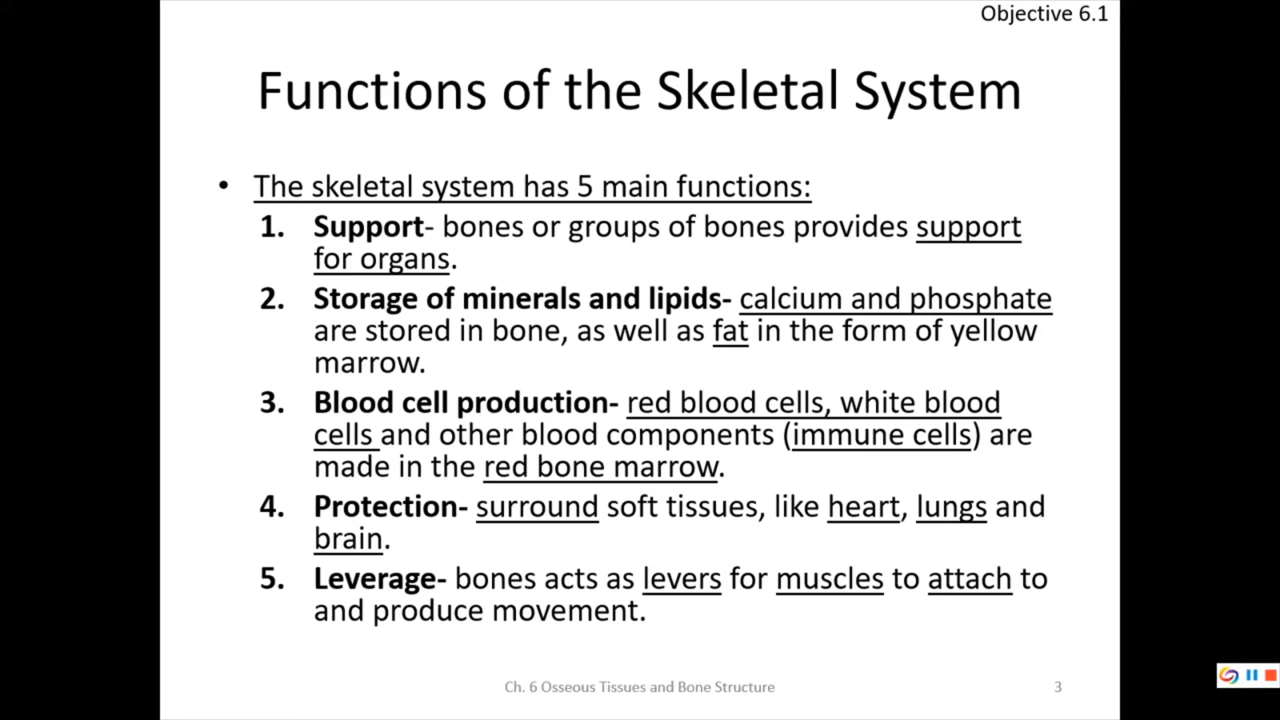 Objective 6.1
Functions of the Skeletal System
• The skeletal system has 5 main functions:
1. Support- bones or groups of bones provides support
for organs.
2. Storage of minerals and lipids- calcium and phosphate
are stored in bone, as well as fat in the form of yellow
marrow.
3. Blood cell production- red blood cells, white blood
cells and other blood components (immune cells) are
made in the red bone marrow.
4. Protection- surround soft tissues, like heart, lungs and
brain.
5. Leverage- bones acts as levers for muscles to attach to
and produce movement.
Ch. 6 Osseous Tissues and Bone Structure
3